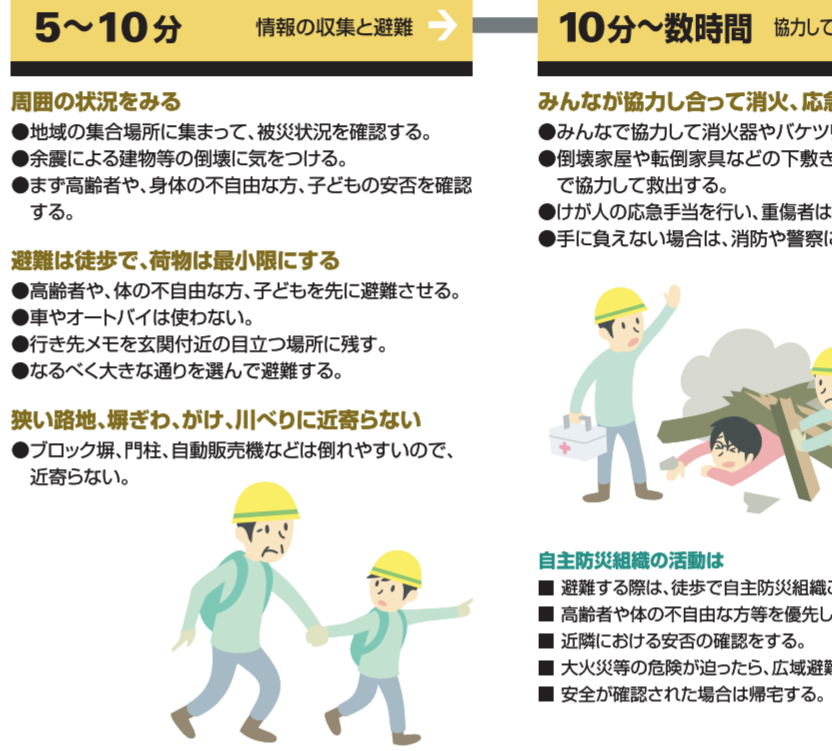 5～10分 情報の収集と避難
周囲の状況をみる
●地域の集合場所に集まって、被災状況を確認する。
●余震による建物等の倒壊に気をつける。
●まず高齢者や、身体の不自由な方、子どもの安否を確認
する。
避難は徒歩で、荷物は最小限にする
●高齢者や、体の不自由な方、子どもを先に避難させる。
●車やオートバイは使わない。
●行き先メモを玄関付近の目立つ場所に残す。
●なるべく大きな通りを選んで避難する。
狭い路地、塀ぎわ、がけ、川べりに近寄らない
●ブロック塀、門柱、自動販売機などは倒れやすいので、
近寄らない。
10分～数時間 協力して
みんなが協力し合って消火、応急
●みんなで協力して消火器やバケツリ
●倒壊家屋や転倒家具などの下敷き
で協力して救出する。
●けが人の応急手当を行い、重傷者は
●手に負えない場合は、消防や警察に
自主防災組織の活動は
■ 避難する際は、徒歩で自主防災組織
■ 高齢者や体の不自由な方等を優先し
■ 近隣における安否の確認をする。
■ 大火災等の危険が迫ったら、広域避難
■ 安全が確認された場合は帰宅する。